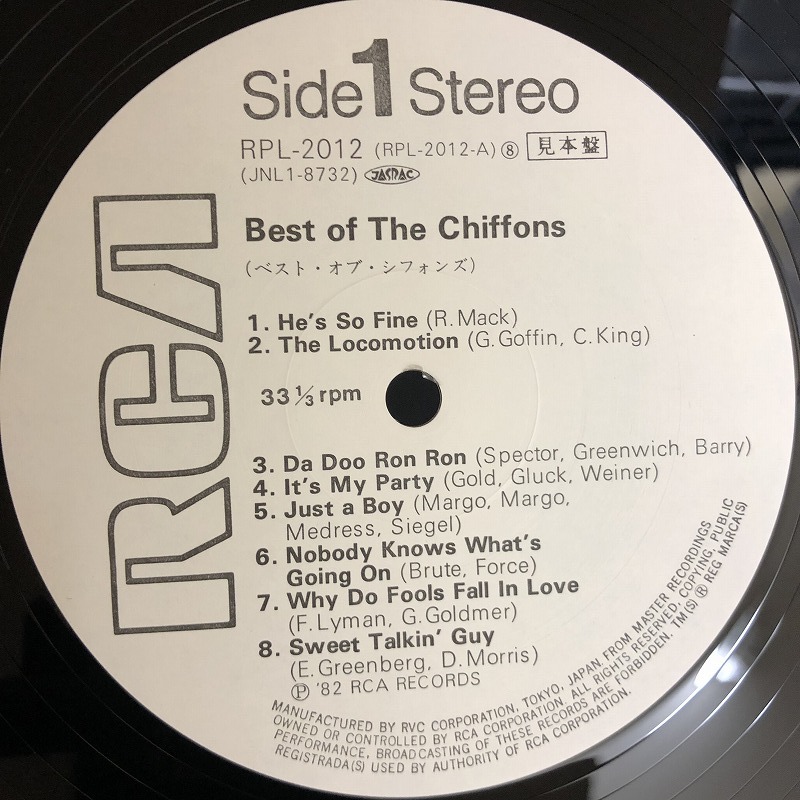 Side 1 Stereo
RPL-2012 (RPL-2012-A) ⑧ 見本盤
(JNL1-8732) JASRAC
RCA
Best of The Chiffons
(ベスト・オブ・シフォンズ)
1. He's So Fine (R.Mack)
2. The Locomotion (G.Goffin, C.King)
33 1/3 rpm
3. Da Doo Ron Ron (Spector, Greenwich, Barry)
4. It's My Party (Gold, Gluck, Weiner)
5. Just a Boy (Margo, Margo,
Medress, Siegel)
6. Nobody Knows What's
Going On (Brute, Force)
7. Why Do Fools Fall In Love
(F.Lyman, G.Goldmer)
8. Sweet Talkin' Guy
(E.Greenberg, D.Morris)
Ⓟ '82 RCA RECORDS
MANUFACTURED BY RVC CORPORATION, TOKYO, JAPAN FROM MASTER RECORDINGS
OWNED OR CONTROLLED BY RCA CORPORATION. ALL RIGHTS RESERVED. COPYING, PUBLIC
PERFORMANCE, BROADCASTING OF THESE RECORDS ARE FORBIDDEN. TM(S) ® REG MARCA(S)
REGISTRADA(S) USED BY AUTHORITY OF RCA CORPORATION.